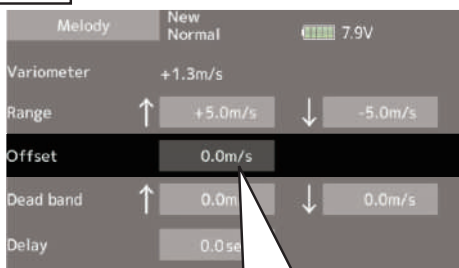 Melody New Normal 7.9V
Variometer +1.3m/s
Range ↑ +5.0m/s ↓ -5.0m/s
Offset 0.0m/s
Dead band ↑ 0.0m ↓ 0.0m/s
Delay 0.0se